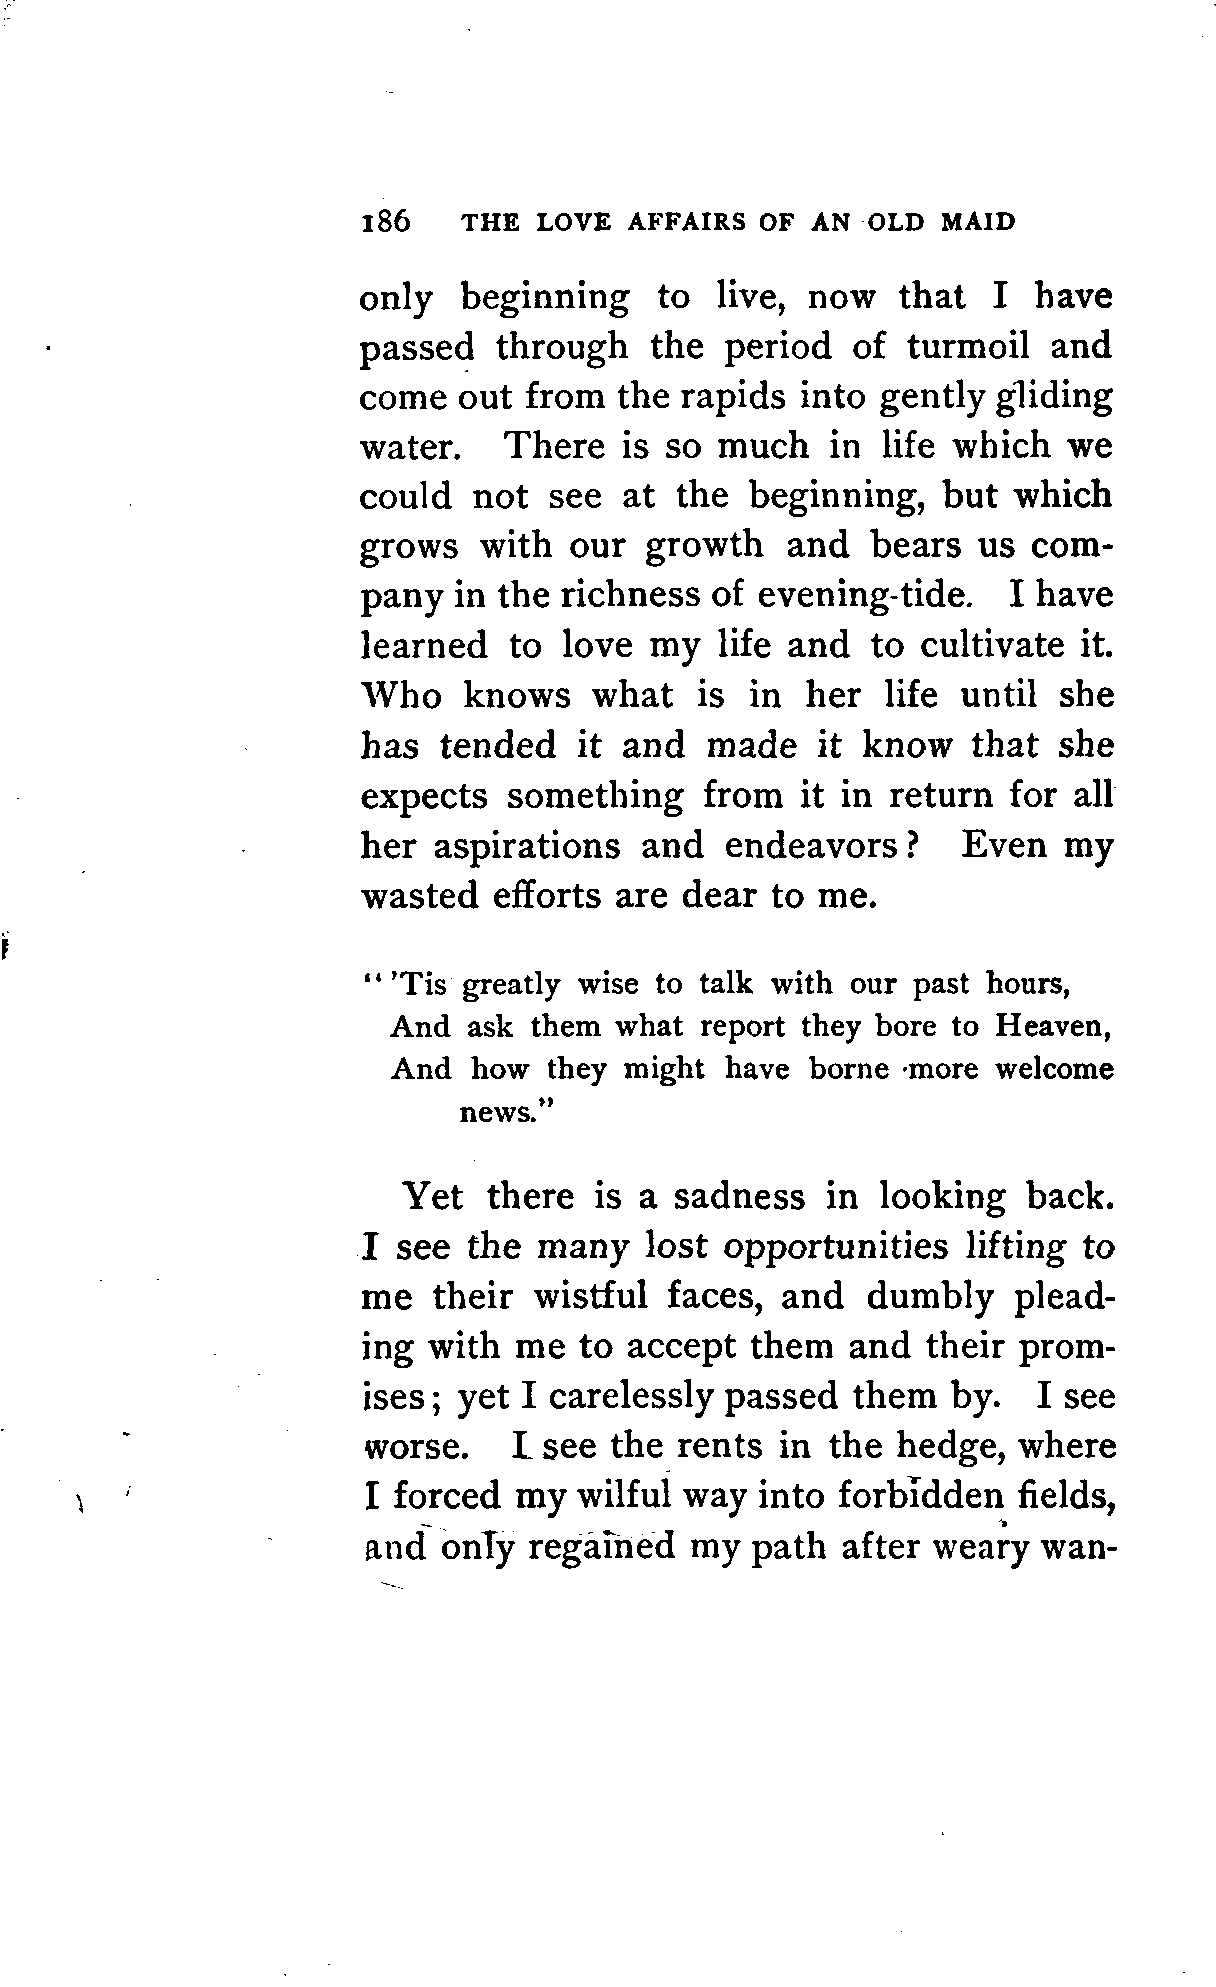 186 THE LOVE AFFAIRS OF AN OLD MAID
only beginning to live, now that I have
passed through the period of turmoil and
come out from the rapids into gently gliding
water. There is so much in life which we
could not see at the beginning, but which
grows with our growth and bears us com-
pany in the richness of evening-tide. I have
learned to love my life and to cultivate it.
Who knows what is in her life until she
has tended it and made it know that she
expects something from it in return for all
her aspirations and endeavors? Even my
wasted efforts are dear to me.
"'Tis greatly wise to talk with our past hours,
And ask them what report they bore to Heaven,
And how they might have borne more welcome
news."
Yet there is a sadness in looking back.
I see the many lost opportunities lifting to
me their wistful faces, and dumbly plead-
ing with me to accept them and their prom-
ises; yet I carelessly passed them by. I see
worse. I see the rents in the hedge, where
I forced my wilful way into forbidden fields,
and only regained my path after weary wan-